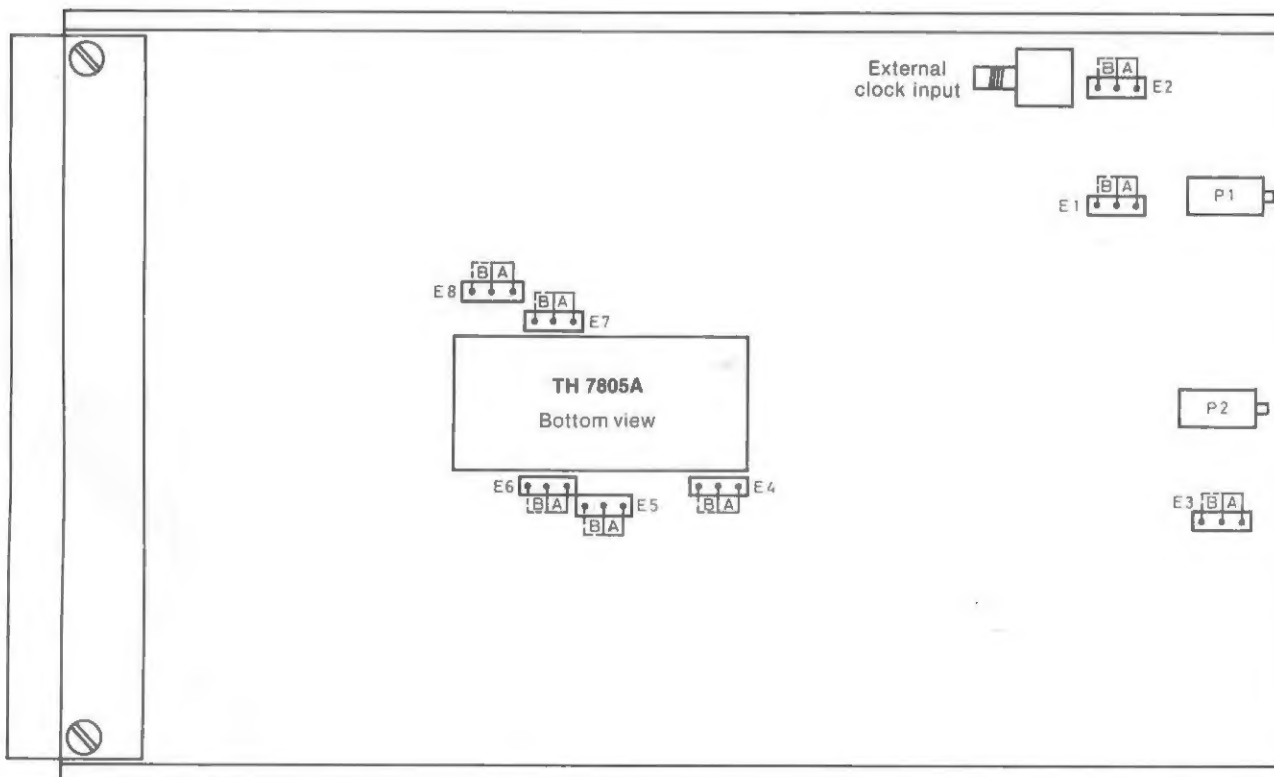 External
clock input
B A
E2
B A
E1
P1
B A
E8
B A
E7
TH 7805A
Bottom view
P2
E6
B A
E5
B A
E4
B A
E3
B A